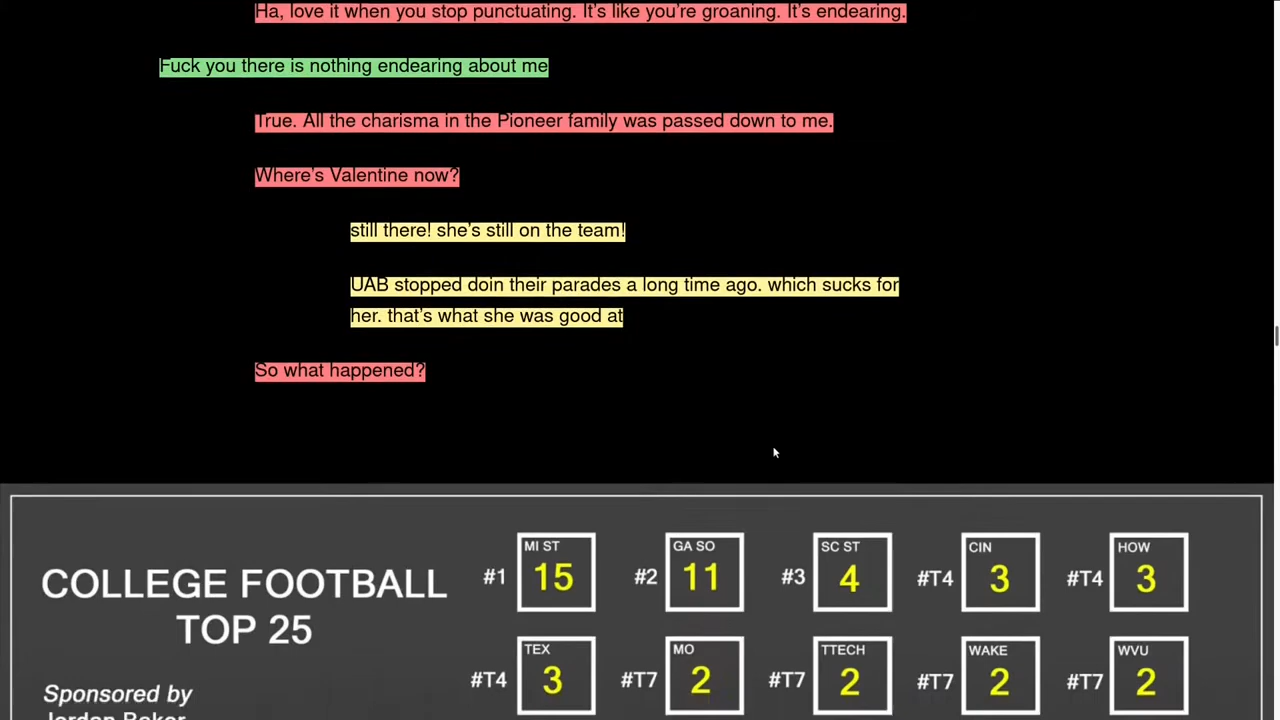 Ha, love it when you stop punctuating. It's like you're groaning. It's endearing.
Fuck you there is nothing endearing about me
True. All the charisma in the Pioneer family was passed down to me.
Where's Valentine now?
still there! she's still on the team!
UAB stopped doin their parades a long time ago. which sucks for
her. that's what she was good at
So what happened?
COLLEGE FOOTBALL
TOP 25
Sponsored by
Jordan Baker
#1 MI ST 15
#2 GA SO 11
#3 SC ST 4
#T4 CIN 3
#T4 HOW 3
#T4 TEX 3
#T7 MO 2
#T7 TTECH 2
#T7 WAKE 2
#T7 WVU 2